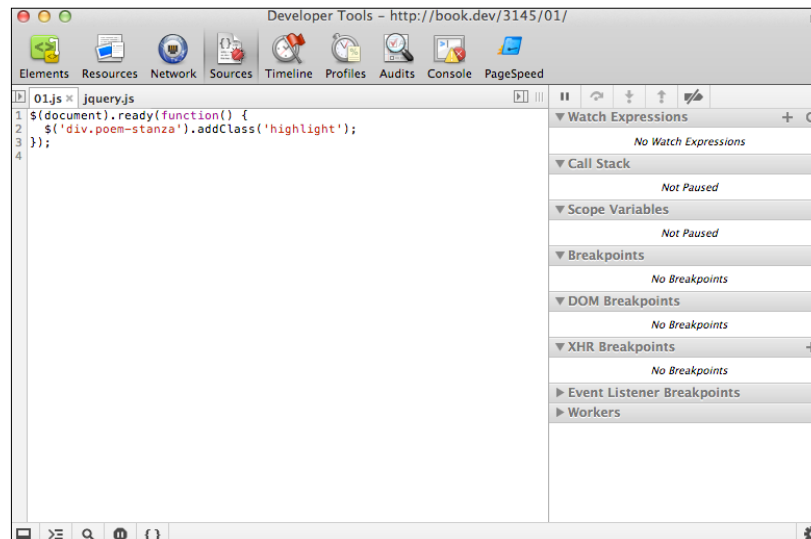 Developer Tools – http://book.dev/3145/01/
Elements Resources Network Sources Timeline Profiles Audits Console PageSpeed
01.js × jquery.js
1 $(document).ready(function() {
2 $('div.poem-stanza').addClass('highlight');
3 });
4
Watch Expressions
No Watch Expressions
Call Stack
Not Paused
Scope Variables
Not Paused
Breakpoints
No Breakpoints
DOM Breakpoints
No Breakpoints
XHR Breakpoints
No Breakpoints
Event Listener Breakpoints
Workers